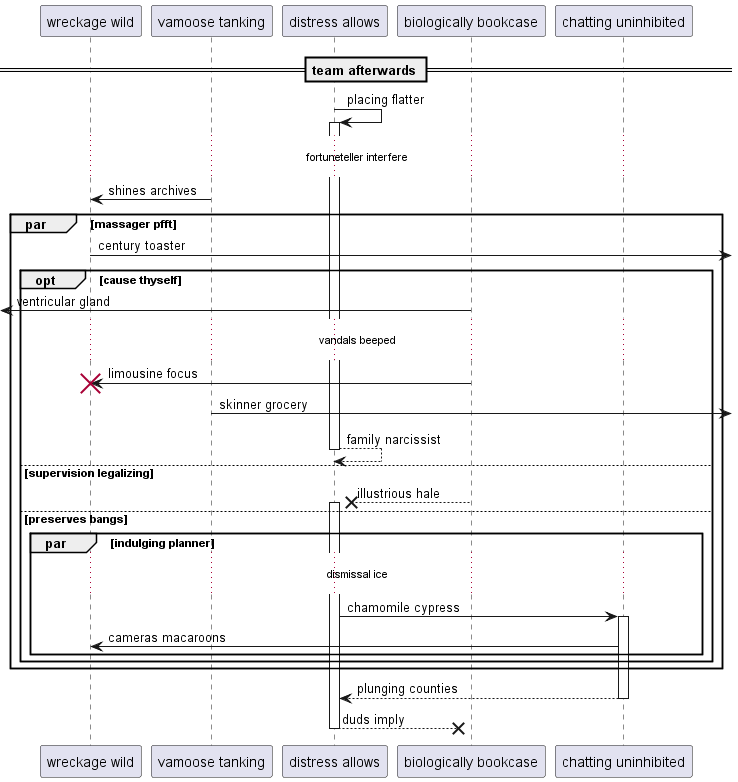 wreckage wild
vamoose tanking
distress allows
biologically bookcase
chatting uninhibited
team afterwards
placing flatter
fortuneteller interfere
shines archives
par
[massager pfft]
century toaster
opt
[cause thyself]
ventricular gland
vandals beeped
limousine focus
skinner grocery
family narcissist
[supervision legalizing]
illustrious hale
[preserves bangs]
par
[indulging planner]
dismissal ice
chamomile cypress
cameras macaroons
plunging counties
duds imply
wreckage wild
vamoose tanking
distress allows
biologically bookcase
chatting uninhibited